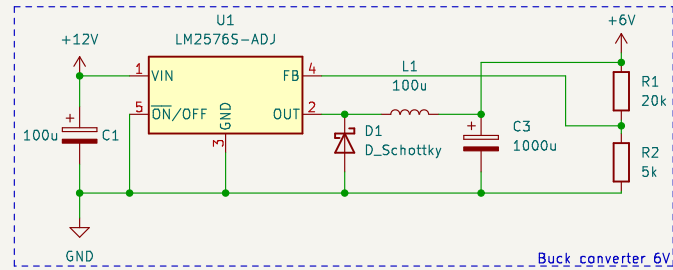 U1
LM2576S-ADJ
+12V
+6V
1
VIN
FB
4
L1
100u
R1
20k
5
ON/OFF
GND
OUT
2
3
+
100u
C1
D1
D_Schottky
+
C3
1000u
R2
5k
GND
Buck converter 6V